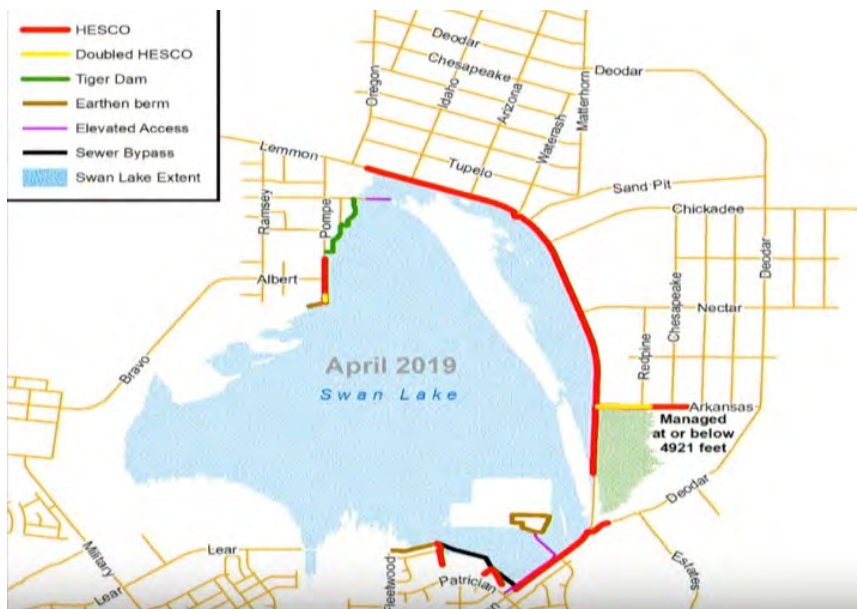 HESCO
Doubled HESCO
Tiger Dam
Earthen berm
Elevated Access
Sewer Bypass
Swan Lake Extent
Deodar
Chesapeake
Deodar
Oregon
Idaho
Arizona
Waterash
Matterhorn
Lemmon
Tupelo
Sand Pit
Chickadee
Ramsey
Pompe
Albert
Chesapeake
Deodar
Nectar
Redpine
Bravo
April 2019
Swan Lake
Arkansas
Managed
at or below
4921 feet
Deodar
Military
Lear
Lear
Fleetwood
Patrician
Estates